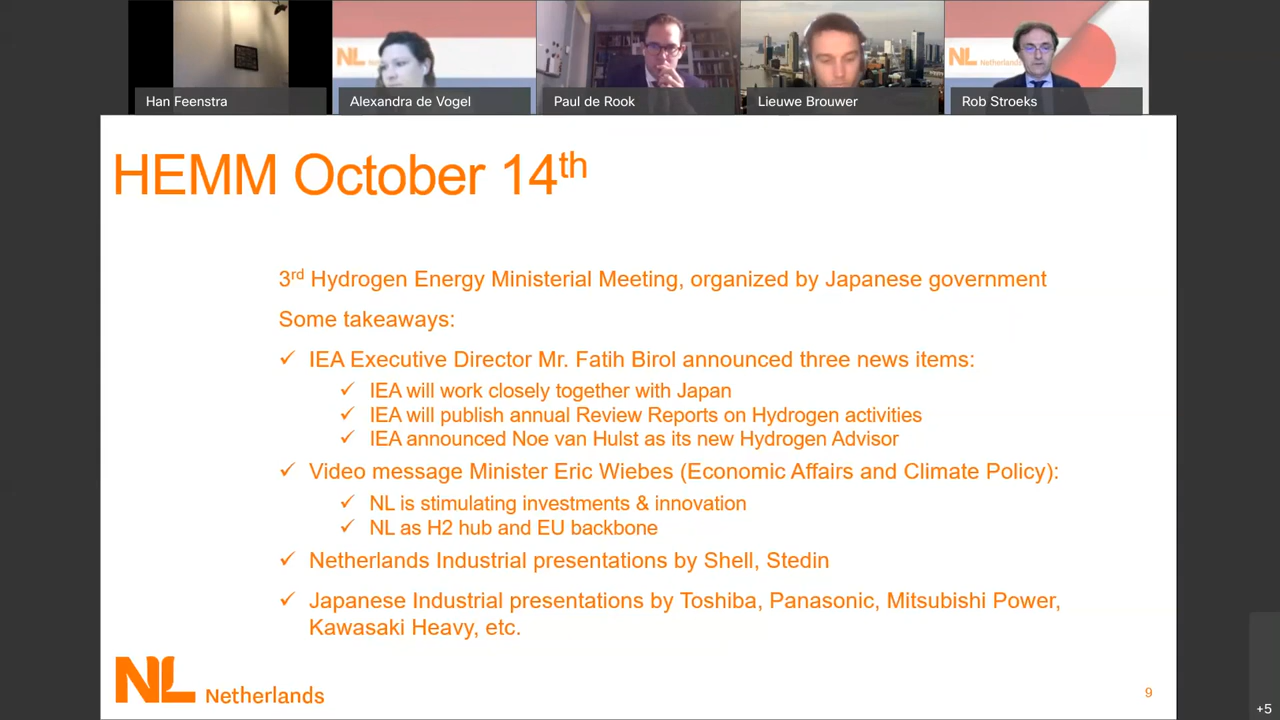 NL Netherlands
NL Netherlands
Han Feenstra
Alexandra de Vogel
Paul de Rook
Lieuwe Brouwer
Rob Stroeks
HEMM October 14th
3rd Hydrogen Energy Ministerial Meeting, organized by Japanese government
Some takeaways:
✓ IEA Executive Director Mr. Fatih Birol announced three news items:
✓ IEA will work closely together with Japan
✓ IEA will publish annual Review Reports on Hydrogen activities
✓ IEA announced Noe van Hulst as its new Hydrogen Advisor
✓ Video message Minister Eric Wiebes (Economic Affairs and Climate Policy):
✓ NL is stimulating investments & innovation
✓ NL as H2 hub and EU backbone
✓ Netherlands Industrial presentations by Shell, Stedin
✓ Japanese Industrial presentations by Toshiba, Panasonic, Mitsubishi Power,
Kawasaki Heavy, etc.
NL Netherlands
9
+5